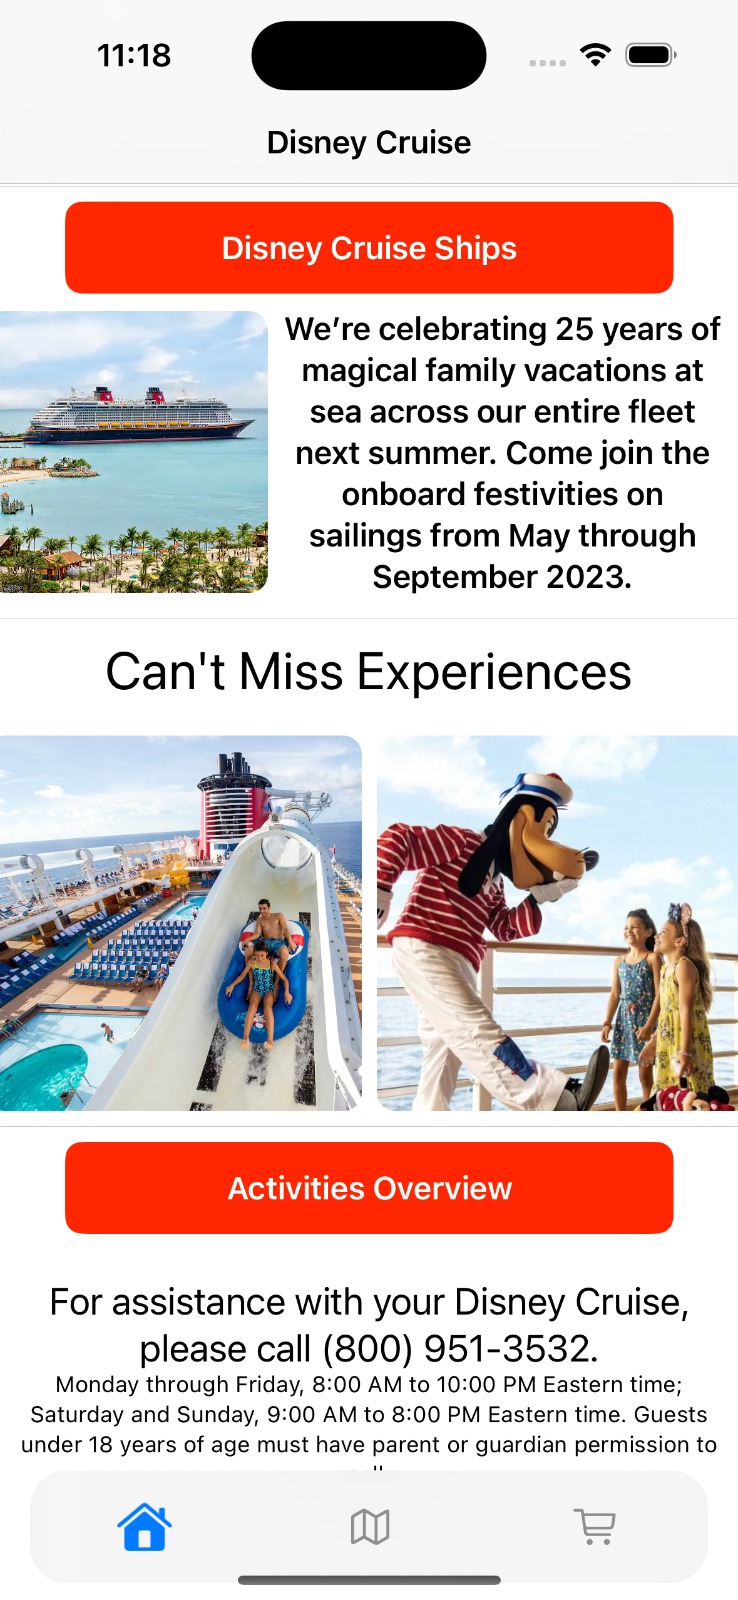 11:18
Disney Cruise
Disney Cruise Ships
We’re celebrating 25 years of
magical family vacations at
sea across our entire fleet
next summer. Come join the
onboard festivities on
sailings from May through
September 2023.
Can't Miss Experiences
Activities Overview
For assistance with your Disney Cruise,
please call (800) 951-3532.
Monday through Friday, 8:00 AM to 10:00 PM Eastern time;
Saturday and Sunday, 9:00 AM to 8:00 PM Eastern time. Guests
under 18 years of age must have parent or guardian permission to